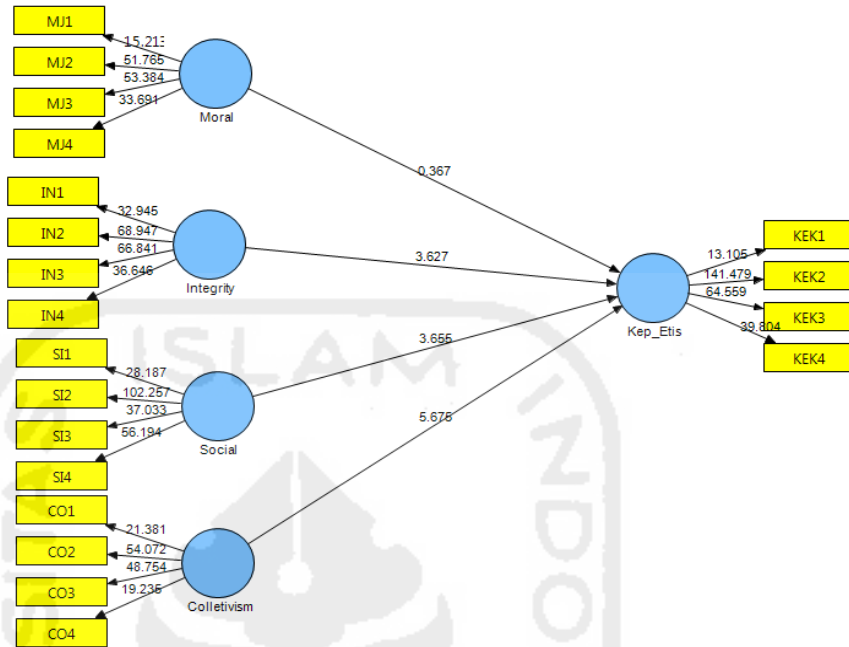 MJ1
15.213
MJ2
51.765
MJ3
53.384
MJ4
33.691
Moral
0.367
IN1
32.945
IN2
68.947
IN3
66.841
IN4
36.646
Integrity
3.627
SI1
28.187
SI2
102.257
SI3
37.033
SI4
56.194
Social
3.655
CO1
21.381
CO2
54.072
CO3
48.754
CO4
19.235
Colletivism
5.675
Kep_Etis
13.105
KEK1
141.479
KEK2
64.559
KEK3
39.804
KEK4
ISLAM
INDO